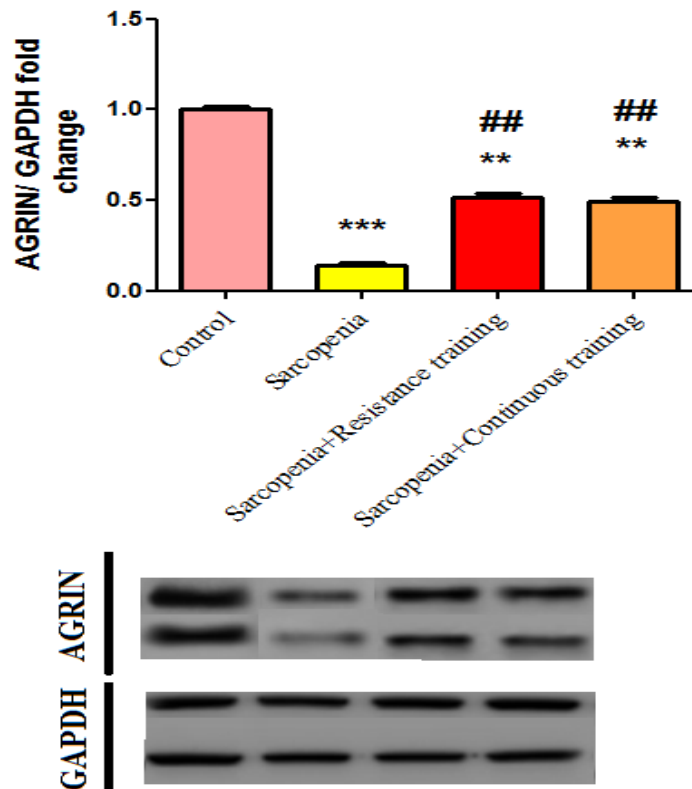 AGRIN/ GAPDH fold
change
1.5
1.0
0.5
0.0
***
##
**
##
**
Control
Sarcopenia
Sarcopenia+Resistance training
Sarcopenia+Continuous training
AGRIN
GAPDH